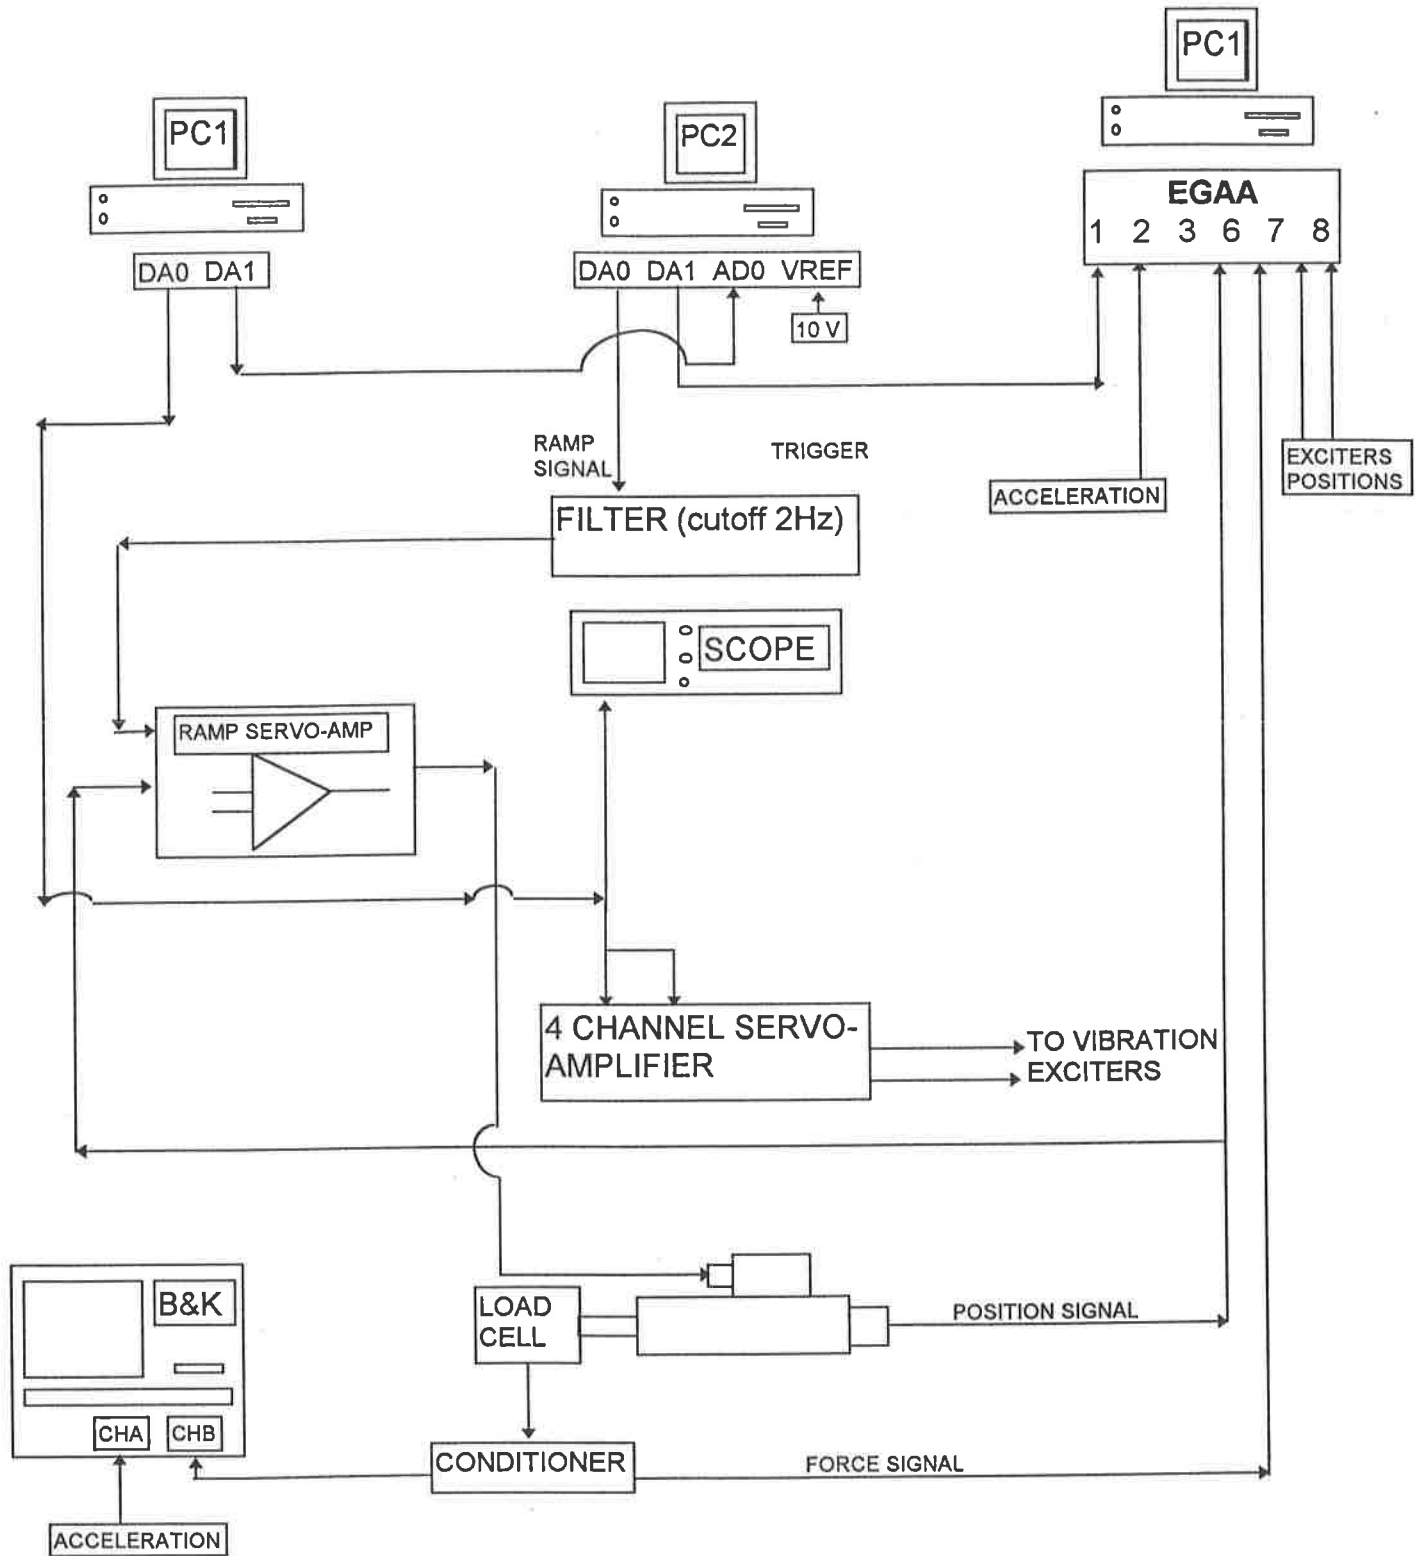 PC1
PC1
PC2
EGAA
1 2 3 6 7 8
DA0 DA1
DA0 DA1 AD0 VREF
10 V
RAMP
SIGNAL
TRIGGER
EXCITERS
POSITIONS
ACCELERATION
FILTER (cutoff 2Hz)
SCOPE
RAMP SERVO-AMP
4 CHANNEL SERVO-
AMPLIFIER
TO VIBRATION
EXCITERS
B&K
LOAD
CELL
POSITION SIGNAL
CHA CHB
CONDITIONER
FORCE SIGNAL
ACCELERATION